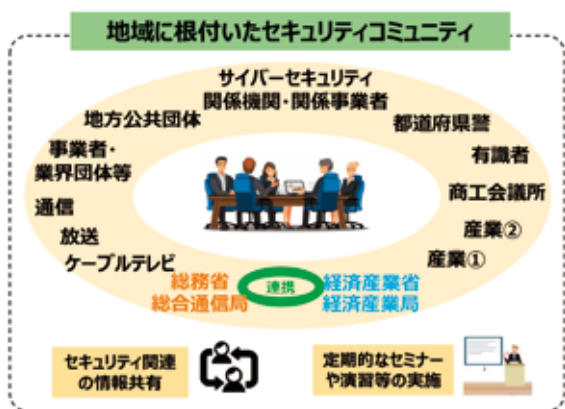 地域に根付いたセキュリティコミュニティ
サイバーセキュリティ
関係機関・関係事業者
地方公共団体
都道府県警
事業者・
業界団体等
有識者
通信
商工会議所
放送
産業②
ケーブルテレビ
産業①
総務省
総合通信局
連携
経済産業省
経済産業局
セキュリティ関連
の情報共有
定期的なセミナー
や演習等の実施